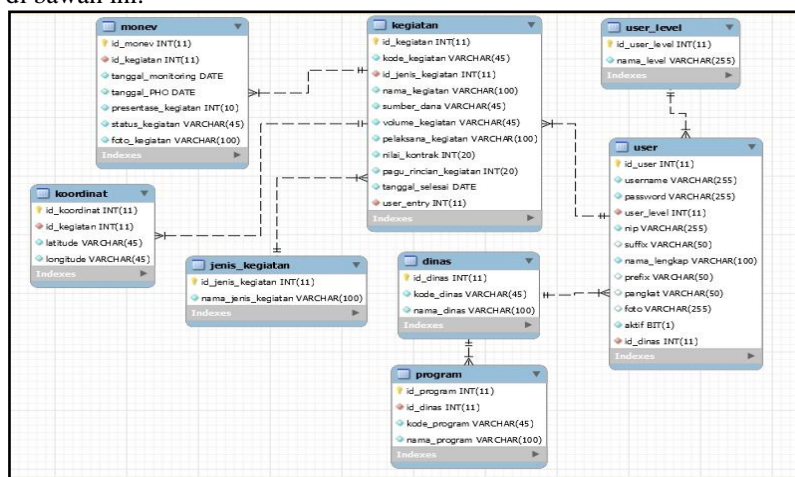 di bawah ini:
monev
id_monev INT(11)
id_kegiatan INT(11)
tanggal_monitoring DATE
tanggal_PHO DATE
presentase_kegiatan INT(10)
status_kegiatan VARCHAR(45)
foto_kegiatan VARCHAR(100)
Indexes
kegiatan
id_kegiatan INT(11)
kode_kegiatan VARCHAR(45)
id_jenis_kegiatan INT(11)
nama_kegiatan VARCHAR(100)
sumber_dana VARCHAR(45)
volume_kegiatan VARCHAR(45)
pelaksana_kegiatan VARCHAR(100)
nilai_kontrak INT(20)
pagu_rincian_kegiatan INT(20)
tanggal_selesai DATE
user_entry INT(11)
Indexes
user_level
id_user_level INT(11)
nama_level VARCHAR(255)
Indexes
user
id_user INT(11)
username VARCHAR(255)
password VARCHAR(255)
user_level INT(11)
nip VARCHAR(255)
suffix VARCHAR(50)
nama_lengkap VARCHAR(100)
prefix VARCHAR(50)
pangkat VARCHAR(50)
foto VARCHAR(255)
aktif BIT(1)
id_dinas INT(11)
Indexes
koordinat
id_koordinat INT(11)
id_kegiatan INT(11)
latitude VARCHAR(45)
longitude VARCHAR(45)
Indexes
jenis_kegiatan
id_jenis_kegiatan INT(11)
nama_jenis_kegiatan VARCHAR(100)
Indexes
dinas
id_dinas INT(11)
kode_dinas VARCHAR(45)
nama_dinas VARCHAR(100)
Indexes
program
id_program INT(11)
id_dinas INT(11)
kode_program VARCHAR(45)
nama_program VARCHAR(100)
Indexes